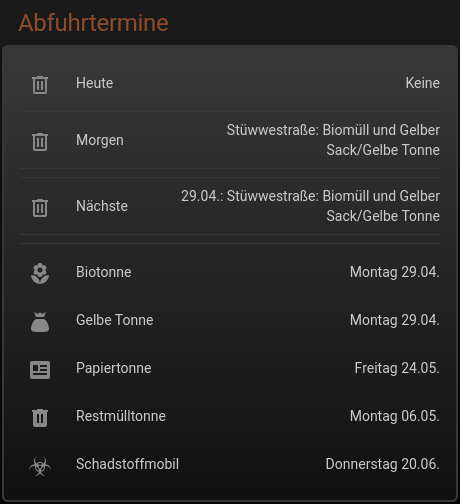 Abfuhrtermine
Heute Keine
Morgen Stüwwestraße: Biomüll und Gelber
Sack/Gelbe Tonne
Nächste 29.04.: Stüwwestraße: Biomüll und Gelber
Sack/Gelbe Tonne
Biotonne Montag 29.04.
Gelbe Tonne Montag 29.04.
Papiertonne Freitag 24.05.
Restmülltonne Montag 06.05.
Schadstoffmobil Donnerstag 20.06.